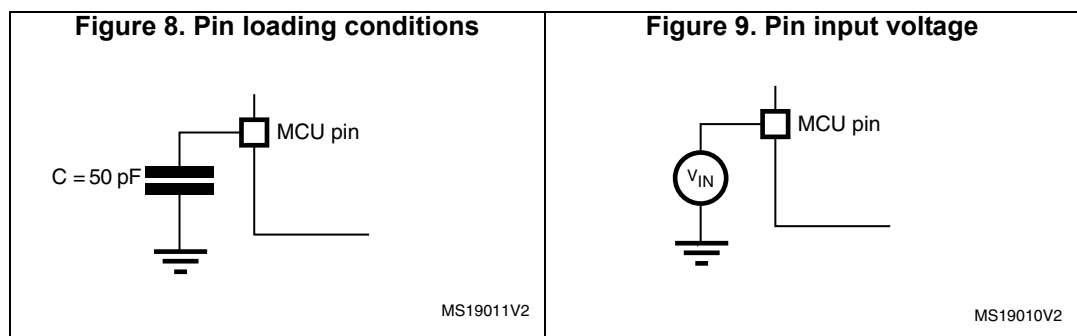 Figure 8. Pin loading conditions
MCU pin
C = 50 pF
MS19011V2
Figure 9. Pin input voltage
MCU pin
VIN
MS19010V2